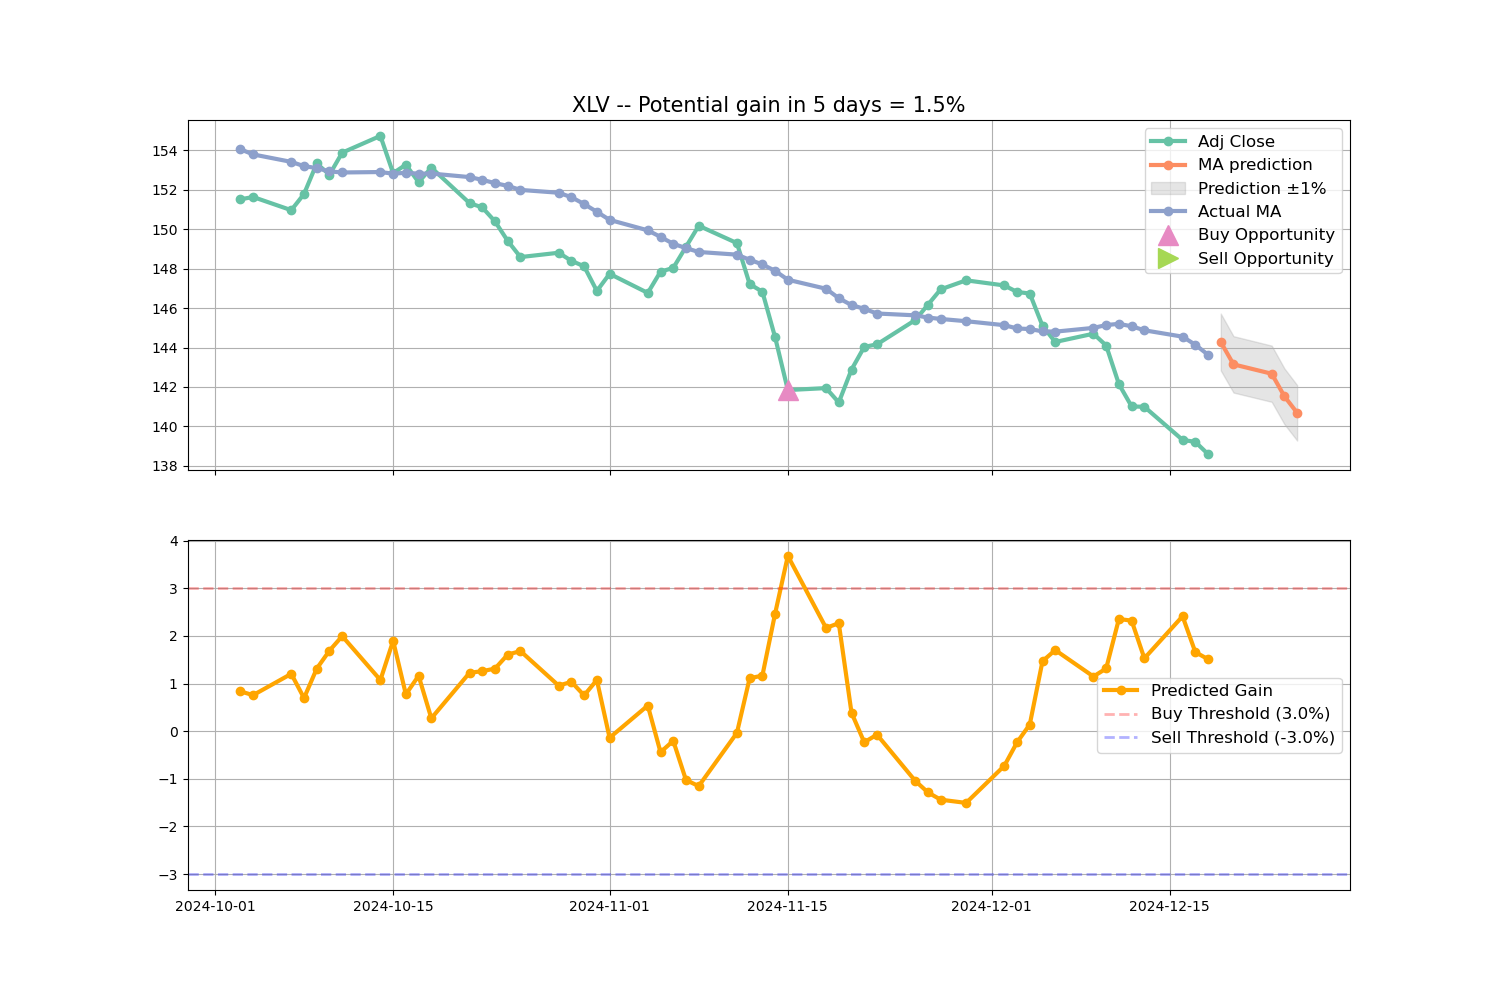 XLV -- Potential gain in 5 days = 1.5%
154
152
150
148
146
144
142
140
138
Adj Close
MA prediction
Prediction ±1%
Actual MA
Buy Opportunity
Sell Opportunity
4
3
2
1
0
−1
−2
−3
Predicted Gain
Buy Threshold (3.0%)
Sell Threshold (-3.0%)
2024-10-01
2024-10-15
2024-11-01
2024-11-15
2024-12-01
2024-12-15